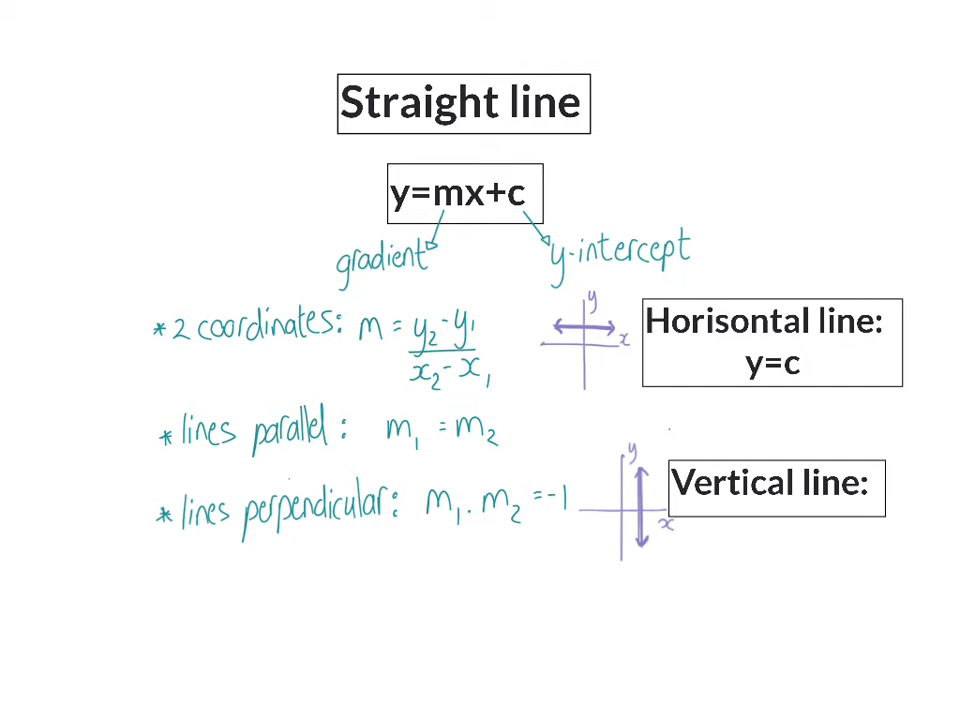 Straight line
y=mx+c
gradient
y-intercept
*2 coordinates: m = y₂-y₁ / x₂-x₁
y
x
Horisontal line:
y=c
*lines parallel: m₁ = m₂
*lines perpendicular: m₁. m₂ =-1
y
x
Vertical line: